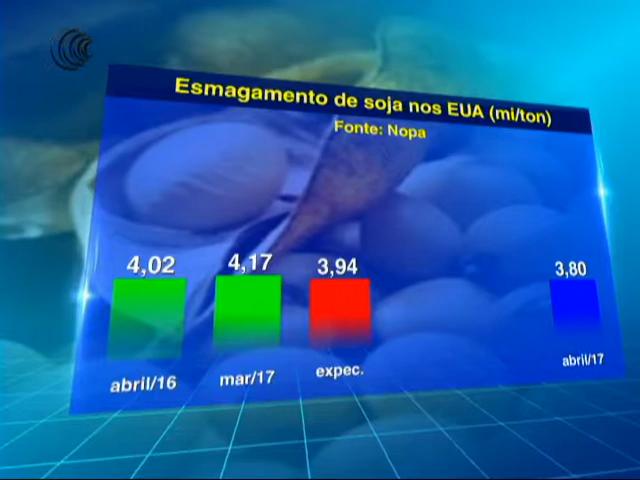 Esmagamento de soja nos EUA (mi/ton)
Fonte: Nopa
4,02
4,17
3,94
3,80
abril/16
mar/17
expec.
abril/17